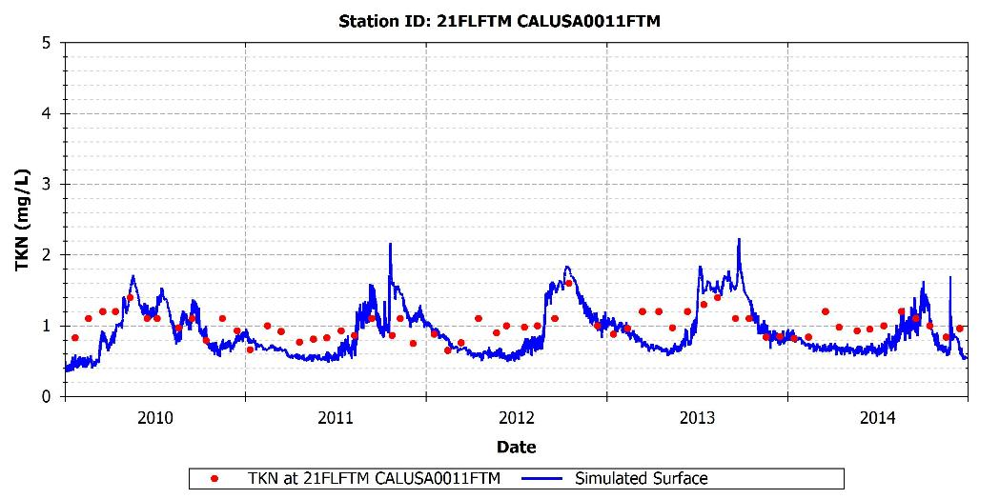 Station ID: 21FLFTM CALUSA0011FTM
5
4
3
2
1
0
TKN (mg/L)
2010 2011 2012 2013 2014
Date
TKN at 21FLFTM CALUSA0011FTM Simulated Surface